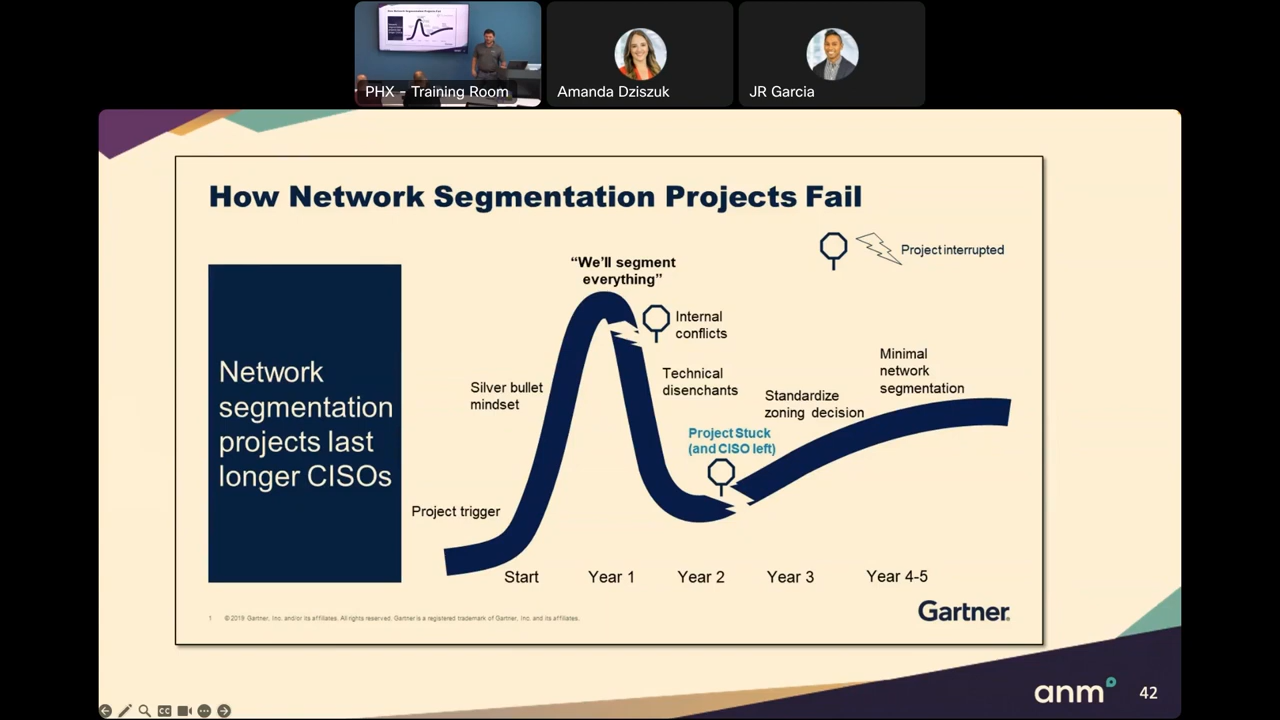 PHX - Training Room
Amanda Dziszuk
JR Garcia
How Network Segmentation Projects Fail
Project interrupted
"We'll segment
everything"
Internal
conflicts
Network
segmentation
projects last
longer CISOs
Silver bullet
mindset
Technical
disenchants
Minimal
network
segmentation
Standardize
zoning decision
Project Stuck
(and CISO left)
Project trigger
Start
Year 1
Year 2
Year 3
Year 4-5
1 © 2019 Gartner, Inc. and/or its affiliates. All rights reserved. Gartner is a registered trademark of Gartner, Inc. and its affiliates.
Gartner
anm
42
CC